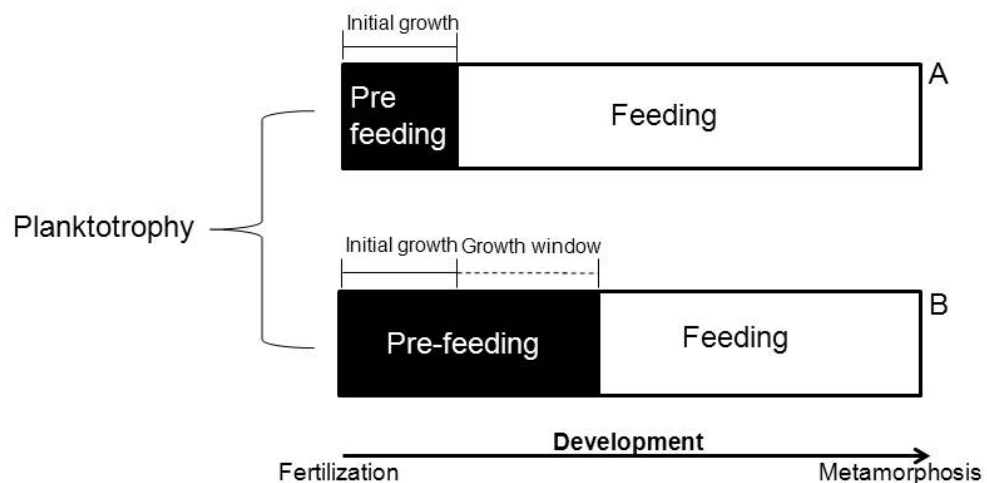 Initial growth
A
Pre
feeding
Feeding
Planktotrophy
Initial growth Growth window
B
Pre-feeding
Feeding
Development
Fertilization
Metamorphosis